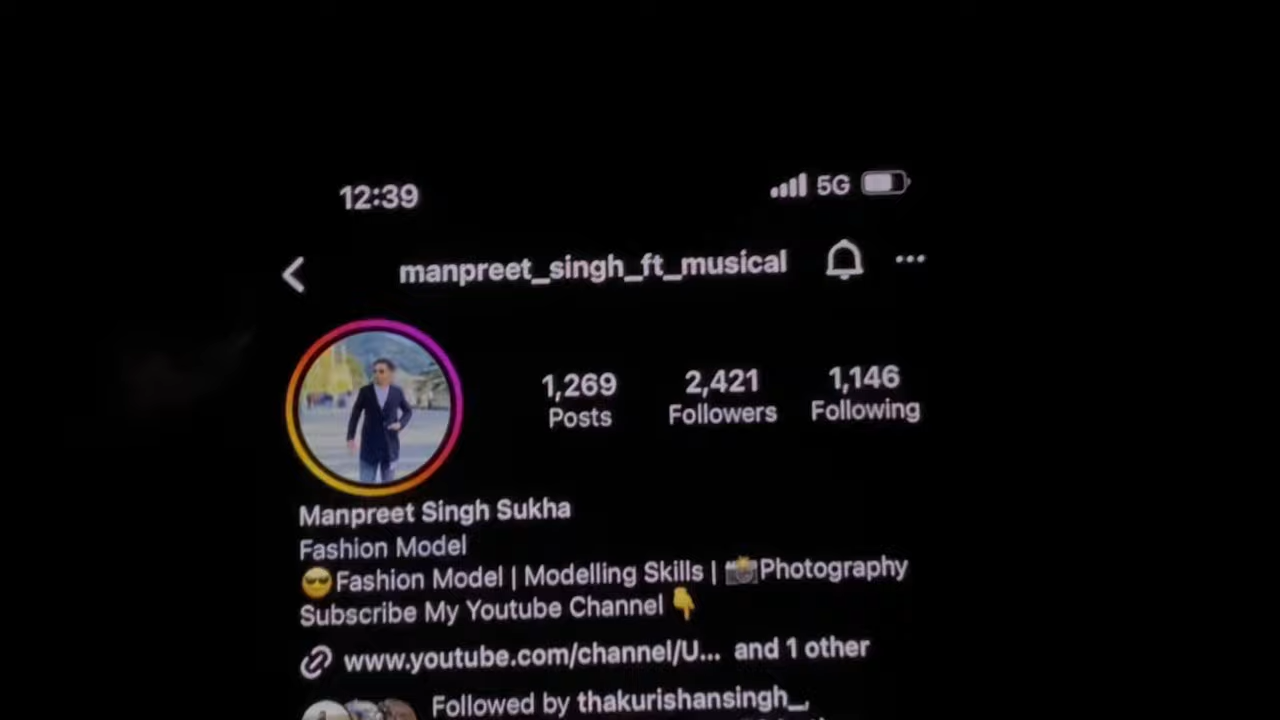 12:39
5G
manpreet_singh_ft_musical
1,269 2,421 1,146
Posts Followers Following
Manpreet Singh Sukha
Fashion Model
😎Fashion Model | Modelling Skills | 📸Photography
Subscribe My Youtube Channel👇
www.youtube.com/channel/U... and 1 other
Followed by thakurishansingh_,